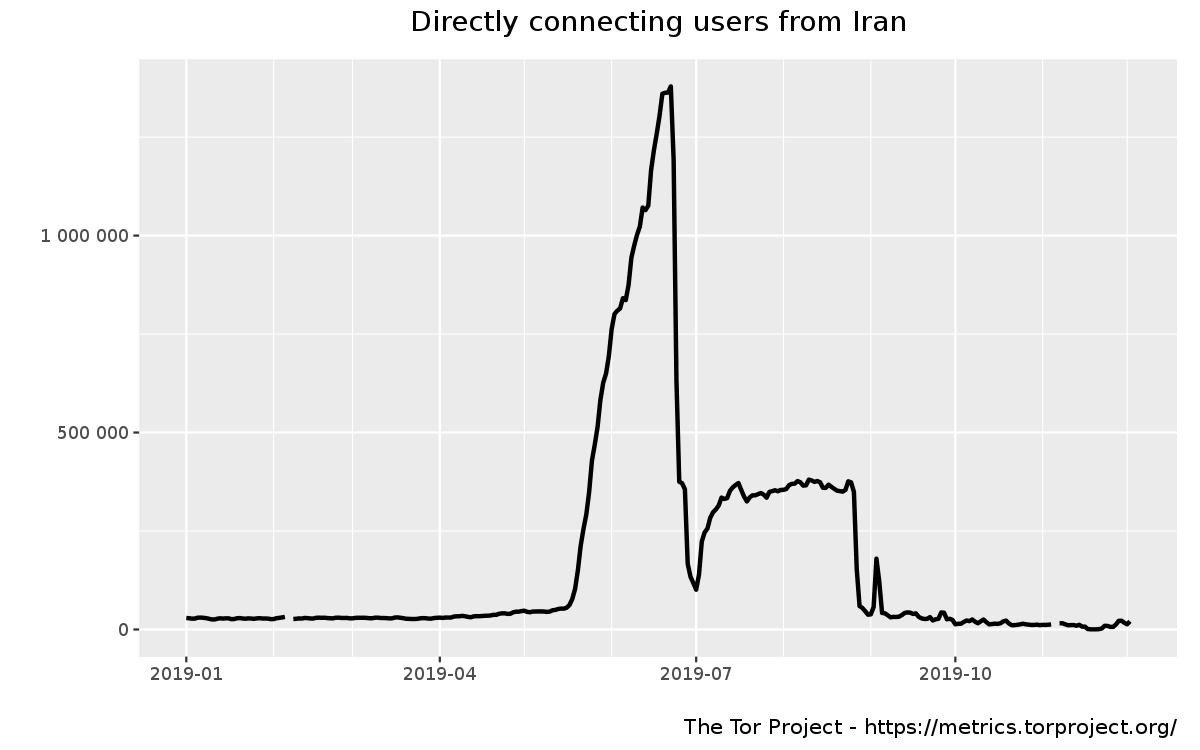 Directly connecting users from Iran
1 000 000
500 000
0
2019-01
2019-04
2019-07
2019-10
The Tor Project - https://metrics.torproject.org/